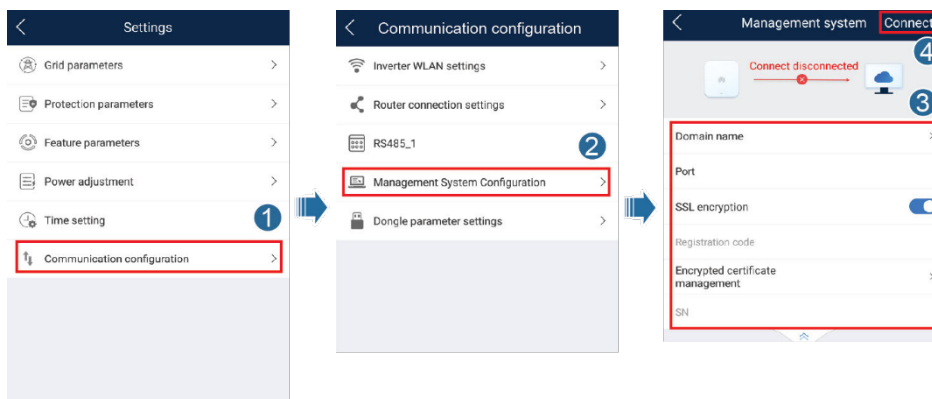 Settings
Grid parameters
Protection parameters
Feature parameters
Power adjustment
Time setting
1
Communication configuration
Communication configuration
Inverter WLAN settings
Router connection settings
RS485_1
2
Management System Configuration
Dongle parameter settings
Management system
Connect
4
Connect disconnected
3
Domain name
Port
SSL encryption
Registration code
Encrypted certificate
management
SN